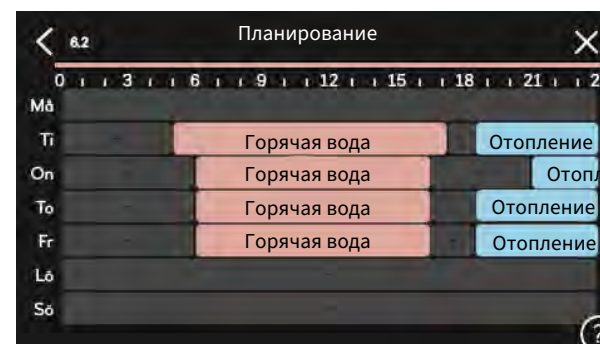 6.2 Планирование
0 3 6 9 12 15 18 21 2
Må
Ti Горячая вода Отопление
On Горячая вода Отопл
To Горячая вода Отопление
Fr Горячая вода Отопление
Lö
Sö
?